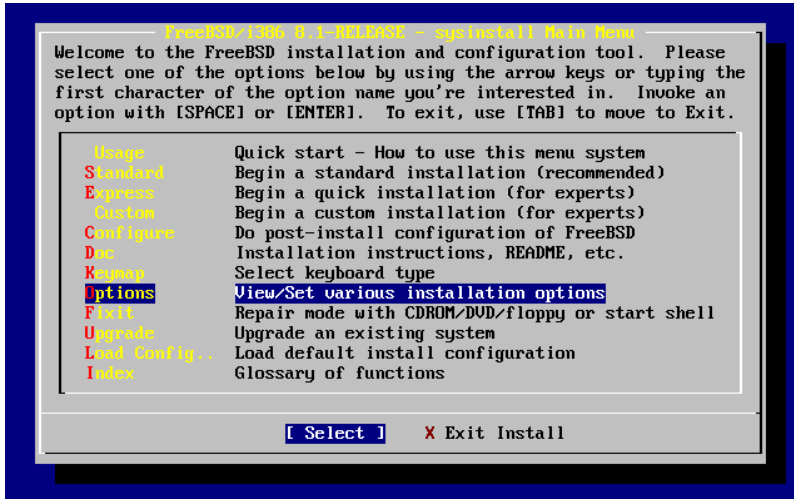 FreeBSD/i386 8.1-RELEASE - sysinstall Main Menu
Welcome to the FreeBSD installation and configuration tool.  Please
select one of the options below by using the arrow keys or typing the
first character of the option name you're interested in.  Invoke an
option with [SPACE] or [ENTER].  To exit, use [TAB] to move to Exit.
Usage Quick start - How to use this menu system
Standard Begin a standard installation (recommended)
Express Begin a quick installation (for experts)
Custom Begin a custom installation (for experts)
Configure Do post-install configuration of FreeBSD
Doc Installation instructions, README, etc.
Keymap Select keyboard type
Options View/Set various installation options
Fixit Repair mode with CDROM/DVD/floppy or start shell
Upgrade Upgrade an existing system
Load Config.. Load default install configuration
Index Glossary of functions
[ Select ] X Exit Install